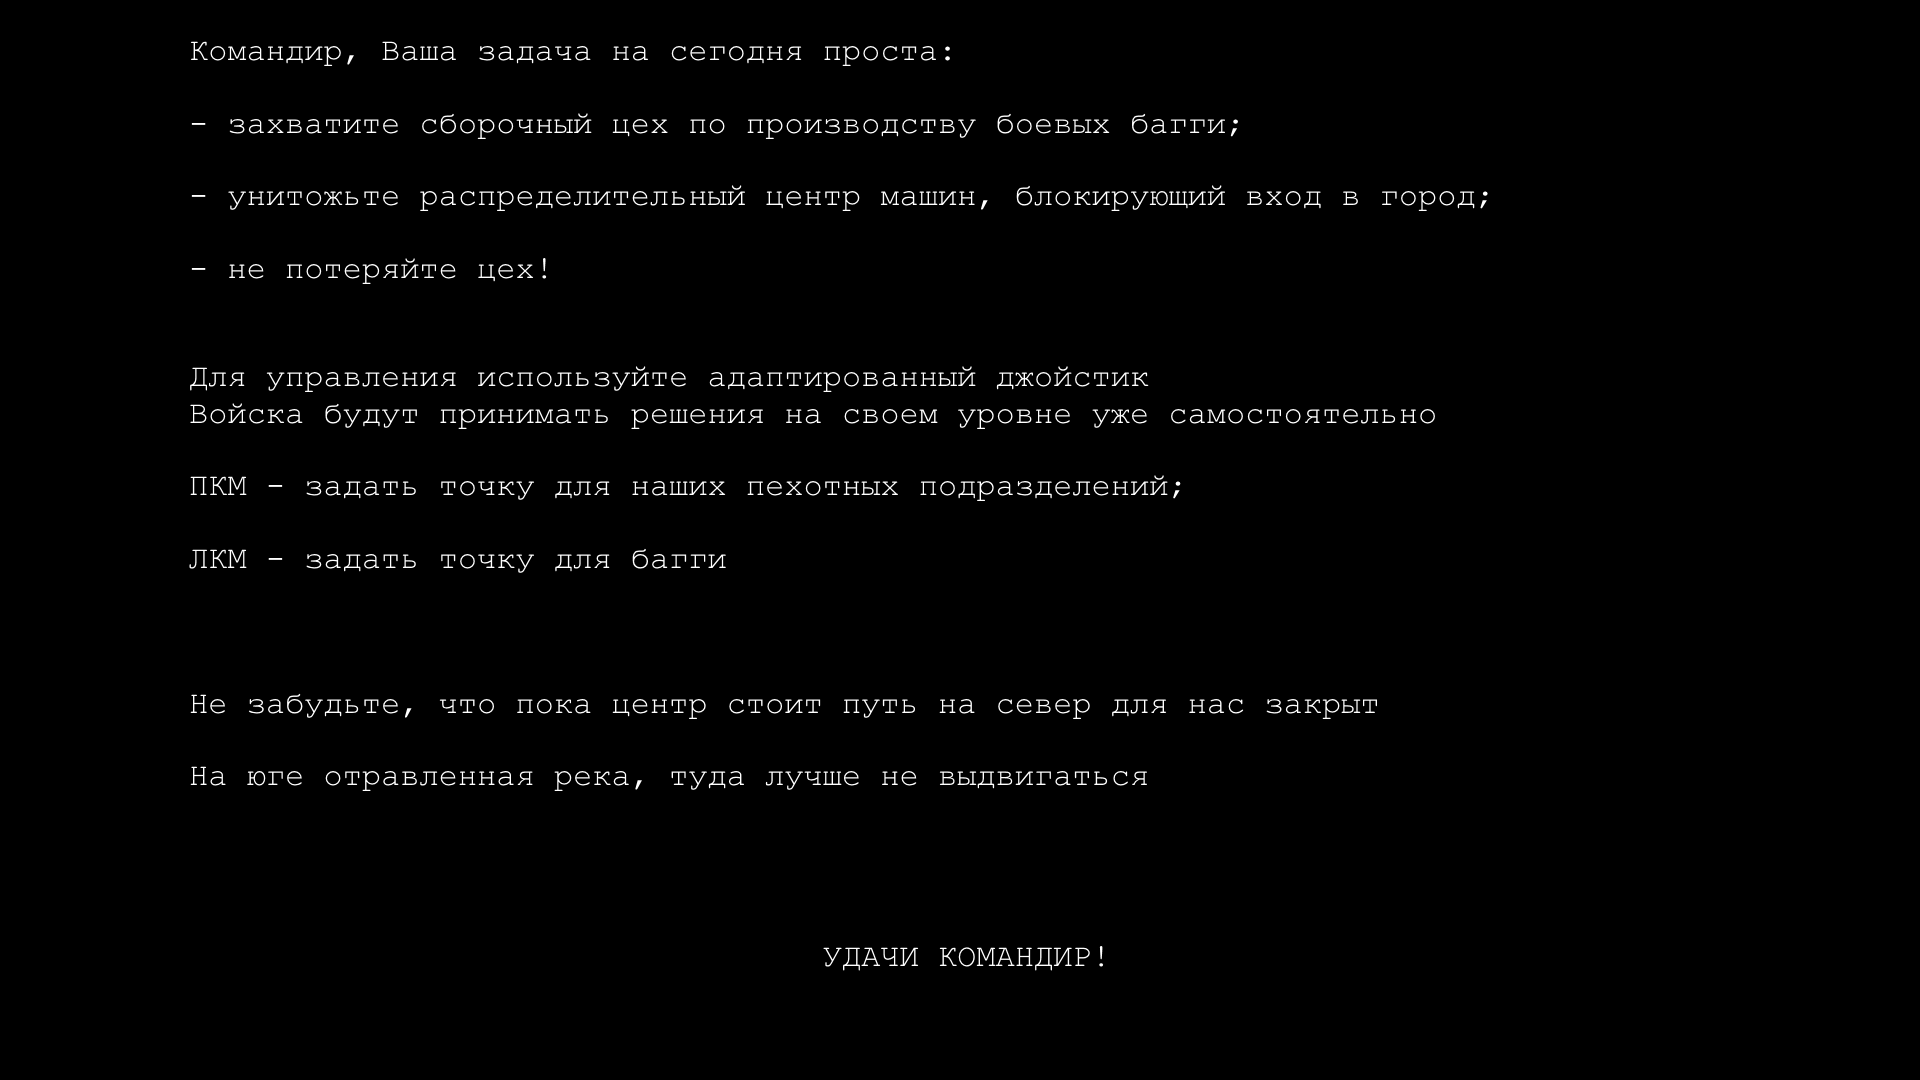 Командир, Ваша задача на сегодня проста:
- захватите сборочный цех по производству боевых багги;
- унитожьте распределительный центр машин, блокирующий вход в город;
- не потеряйте цех!
Для управления используйте адаптированный джойстик
Войска будут принимать решения на своем уровне уже самостоятельно
ПКМ - задать точку для наших пехотных подразделений;
ЛКМ - задать точку для багги
Не забудьте, что пока центр стоит путь на север для нас закрыт
На юге отравленная река, туда лучше не выдвигаться
УДАЧИ КОМАНДИР!